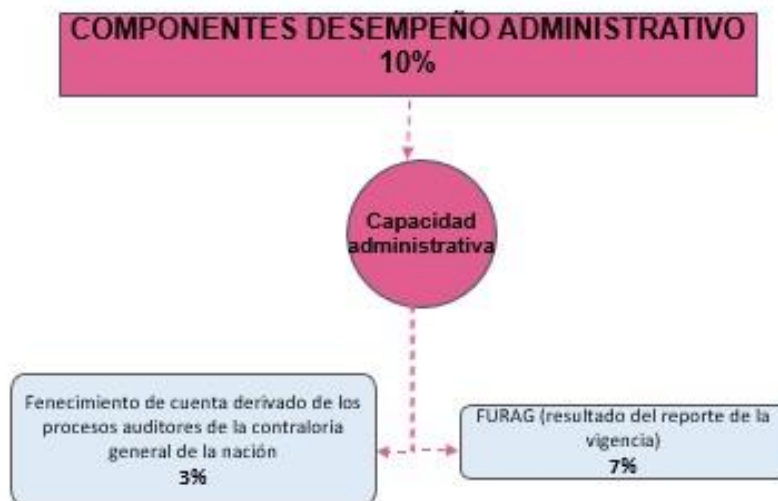 COMPONENTES DESEMPEÑO ADMINISTRATIVO
10%
Capacidad
administrativa
Fenecimiento de cuenta derivado de los
procesos auditores de la contraloria
general de la nación
3%
FURAG (resultado del reporte de la
vigencia)
7%